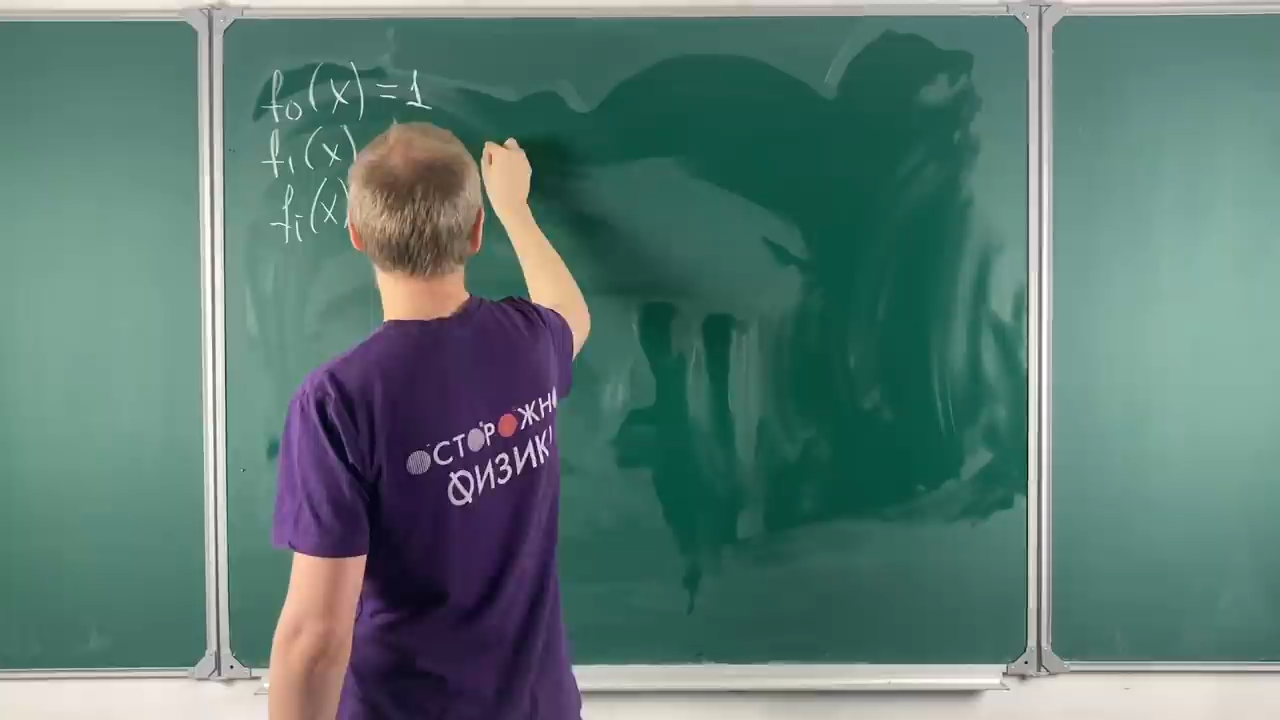 f₀(x) = 1
f₁(x)
fᵢ(x)
ОСТОРОЖНО
ФИЗИК!